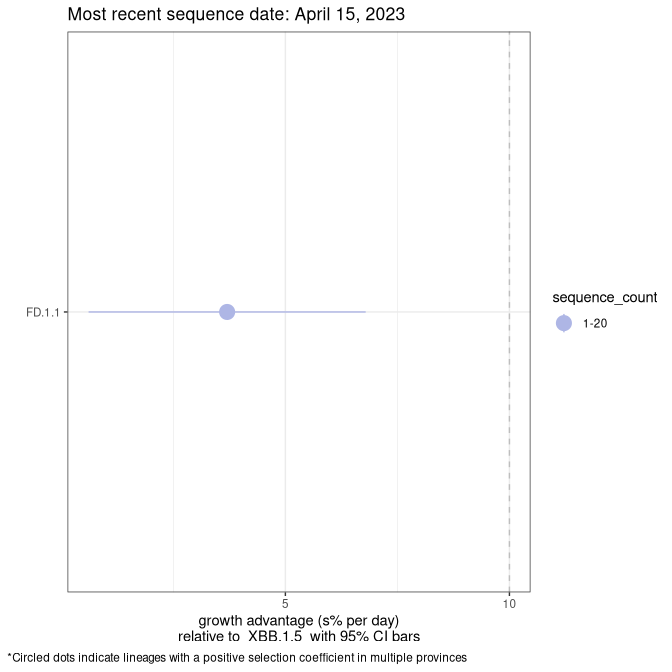 Most recent sequence date: April 15, 2023
FD.1.1
sequence_count
1-20
5 10
growth advantage (s% per day)
relative to XBB.1.5 with 95% CI bars
*Circled dots indicate lineages with a positive selection coefficient in multiple provinces